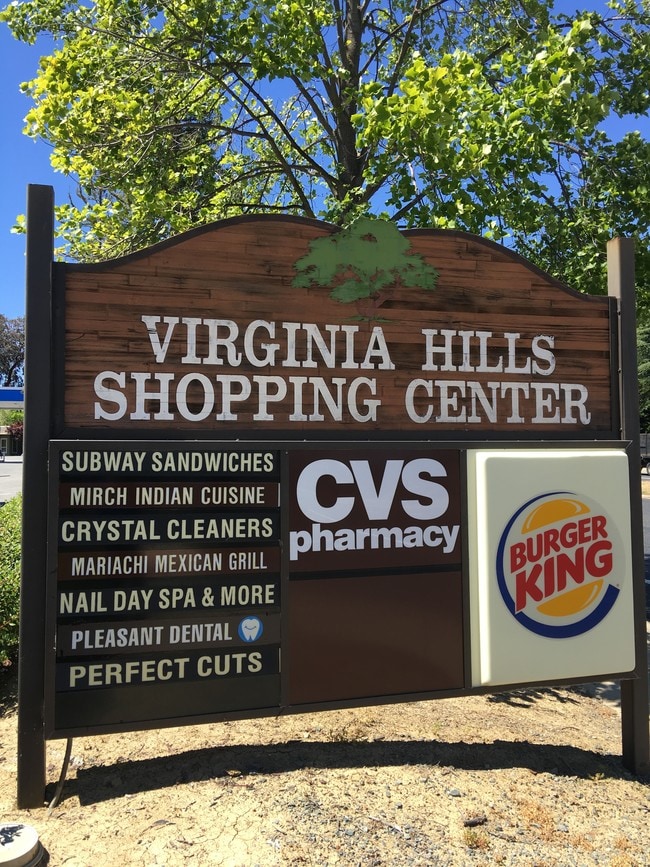 VIRGINIA HILLS
SHOPPING CENTER
SUBWAY SANDWICHES
MIRCH INDIAN CUISINE
CRYSTAL CLEANERS
MARIACHI MEXICAN GRILL
NAIL DAY SPA & MORE
PLEASANT DENTAL
PERFECT CUTS
CVS
pharmacy
BURGER
KING